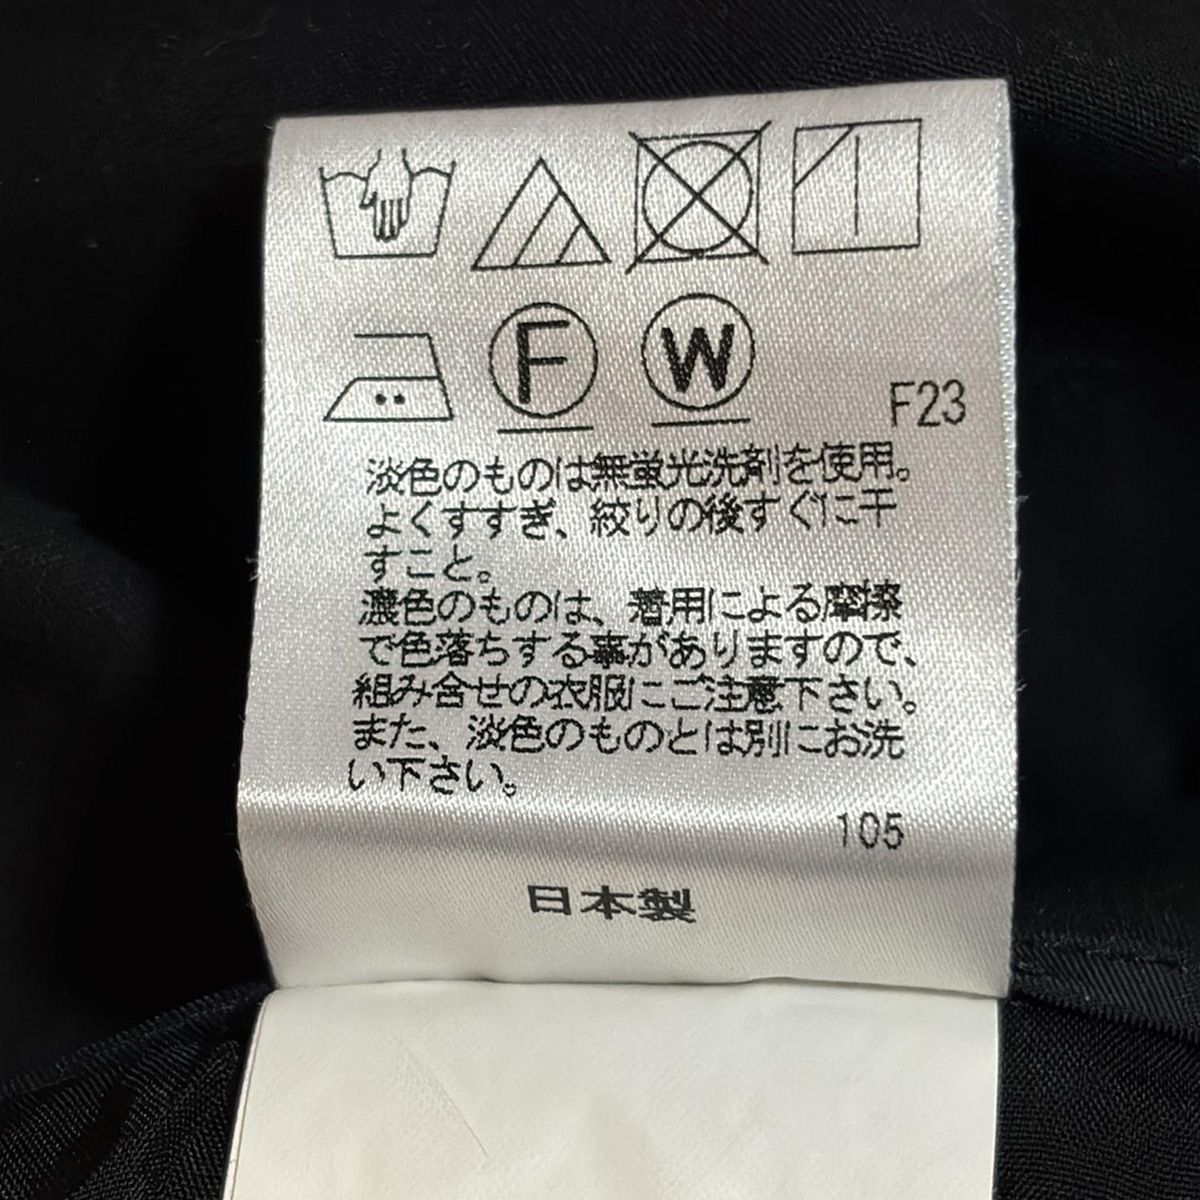 F
W
F23
淡色のものは無蛍光洗剤を使用。
よくすすぎ、絞りの後すぐに干
すこと。
濃色のものは、着用による摩擦
で色落ちする事がありますので、
組み合せの衣服にご注意下さい。
また、淡色のものとは別にお洗
い下さい。
105
日本製